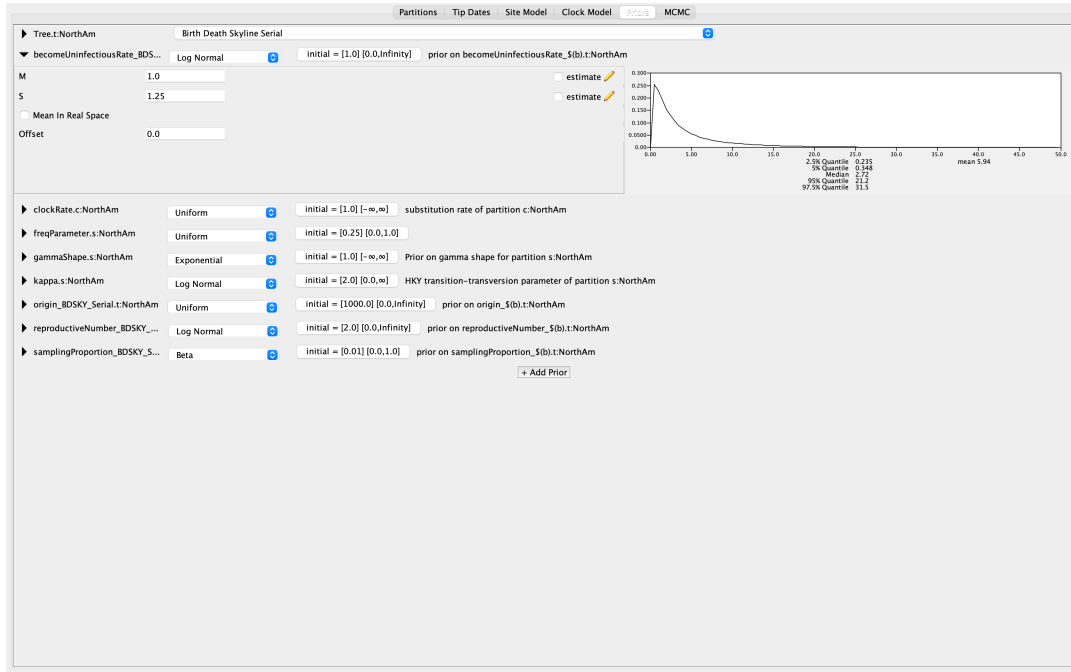 Partitions Tip Dates Site Model Clock Model Priors MCMC
Tree.t:NorthAm Birth Death Skyline Serial
becomeUninfectiousRate_BDS... Log Normal initial = [1.0] [0.0,Infinity] prior on becomeUninfectiousRate_$(b).t:NorthAm
M 1.0 estimate
S 1.25 estimate
Mean In Real Space
Offset 0.0
0.300
0.250
0.200
0.150
0.100
0.0500
0.00
0.00 5.00 10.0 15.0 20.0 25.0 30.0 35.0 40.0 45.0 50.0
2.5% Quantile 0.235 mean 5.94
5% Quantile 0.348
Median 2.72
95% Quantile 21.2
97.5% Quantile 31.5
clockRate.c:NorthAm Uniform initial = [1.0] [-∞,∞] substitution rate of partition c:NorthAm
freqParameter.s:NorthAm Uniform initial = [0.25] [0.0,1.0]
gammaShape.s:NorthAm Exponential initial = [1.0] [-∞,∞] Prior on gamma shape for partition s:NorthAm
kappa.s:NorthAm Log Normal initial = [2.0] [0.0,∞] HKY transition-transversion parameter of partition s:NorthAm
origin_BDSKY_Serial.t:NorthAm Uniform initial = [1000.0] [0.0,Infinity] prior on origin_$(b).t:NorthAm
reproductiveNumber_BDSKY_... Log Normal initial = [2.0] [0.0,Infinity] prior on reproductiveNumber_$(b).t:NorthAm
samplingProportion_BDSKY_S... Beta initial = [0.01] [0.0,1.0] prior on samplingProportion_$(b).t:NorthAm
+ Add Prior